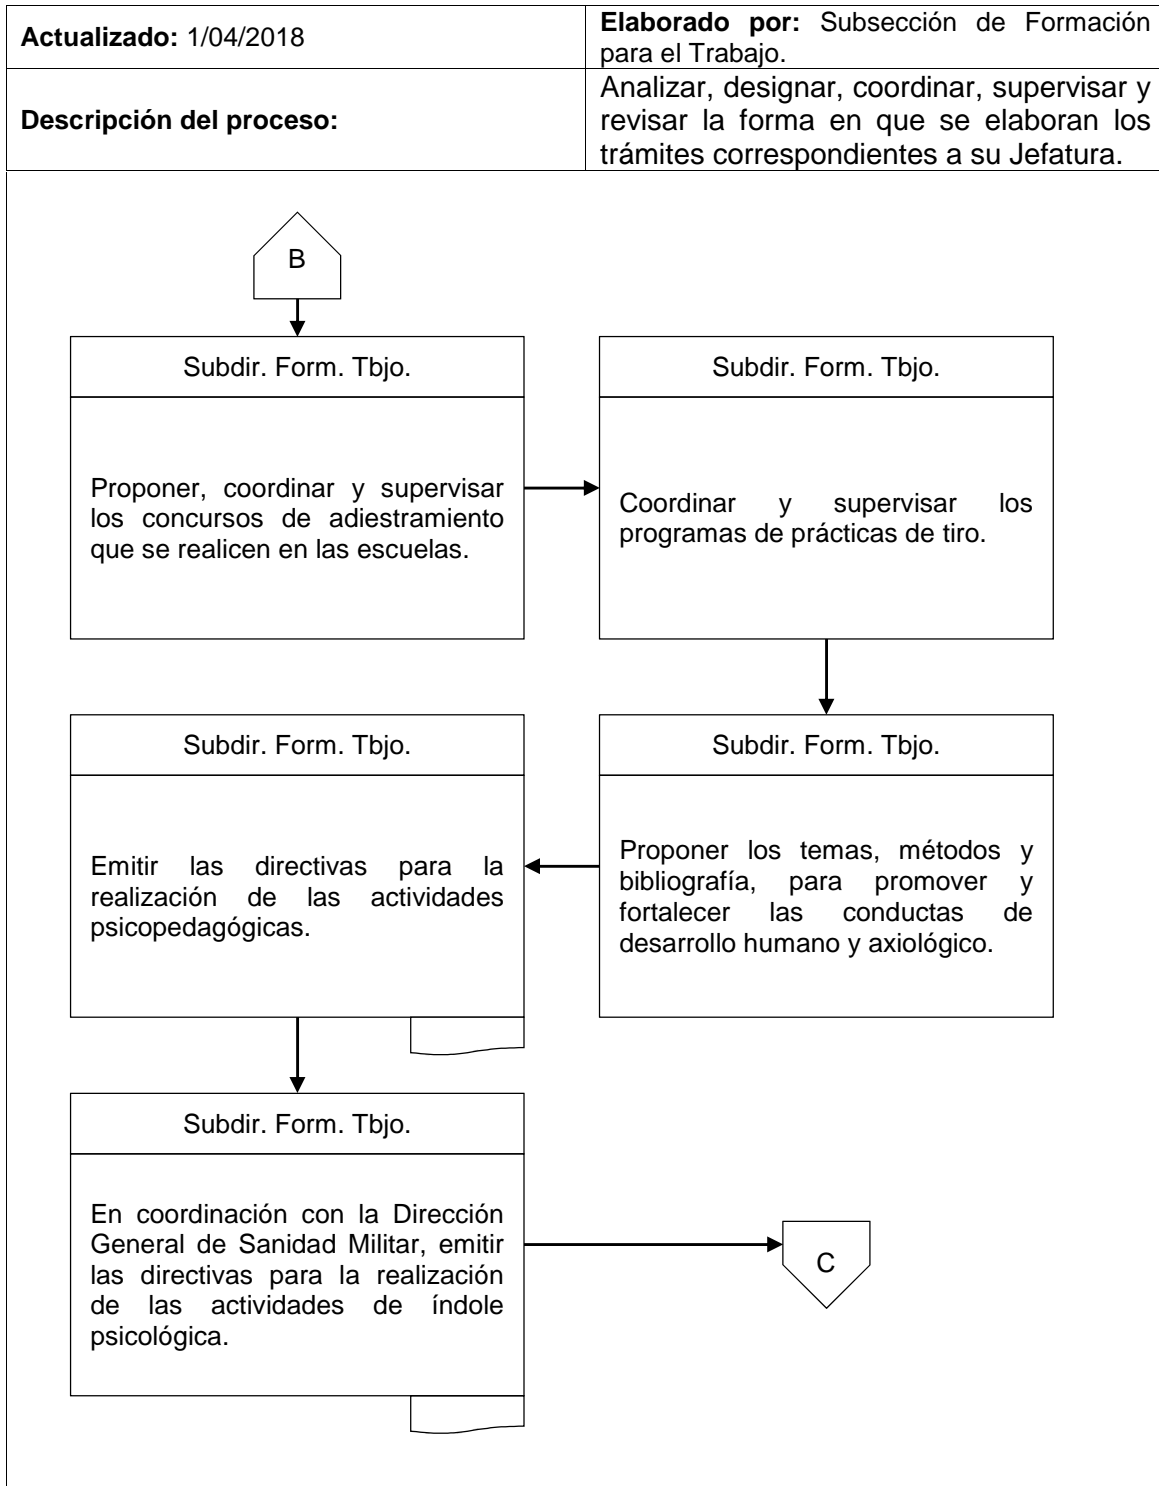 Actualizado: 1/04/2018
Elaborado por: Subsección de Formación
para el Trabajo.
Descripción del proceso:
Analizar, designar, coordinar, supervisar y
revisar la forma en que se elaboran los
trámites correspondientes a su Jefatura.
B
Subdir. Form. Tbjo.
Proponer, coordinar y supervisar
los concursos de adiestramiento
que se realicen en las escuelas.
Subdir. Form. Tbjo.
Coordinar y supervisar los
programas de prácticas de tiro.
Subdir. Form. Tbjo.
Proponer los temas, métodos y
bibliografía, para promover y
fortalecer las conductas de
desarrollo humano y axiológico.
Subdir. Form. Tbjo.
Emitir las directivas para la
realización de las actividades
psicopedagógicas.
Subdir. Form. Tbjo.
En coordinación con la Dirección
General de Sanidad Militar, emitir
las directivas para la realización
de las actividades de índole
psicológica.
C